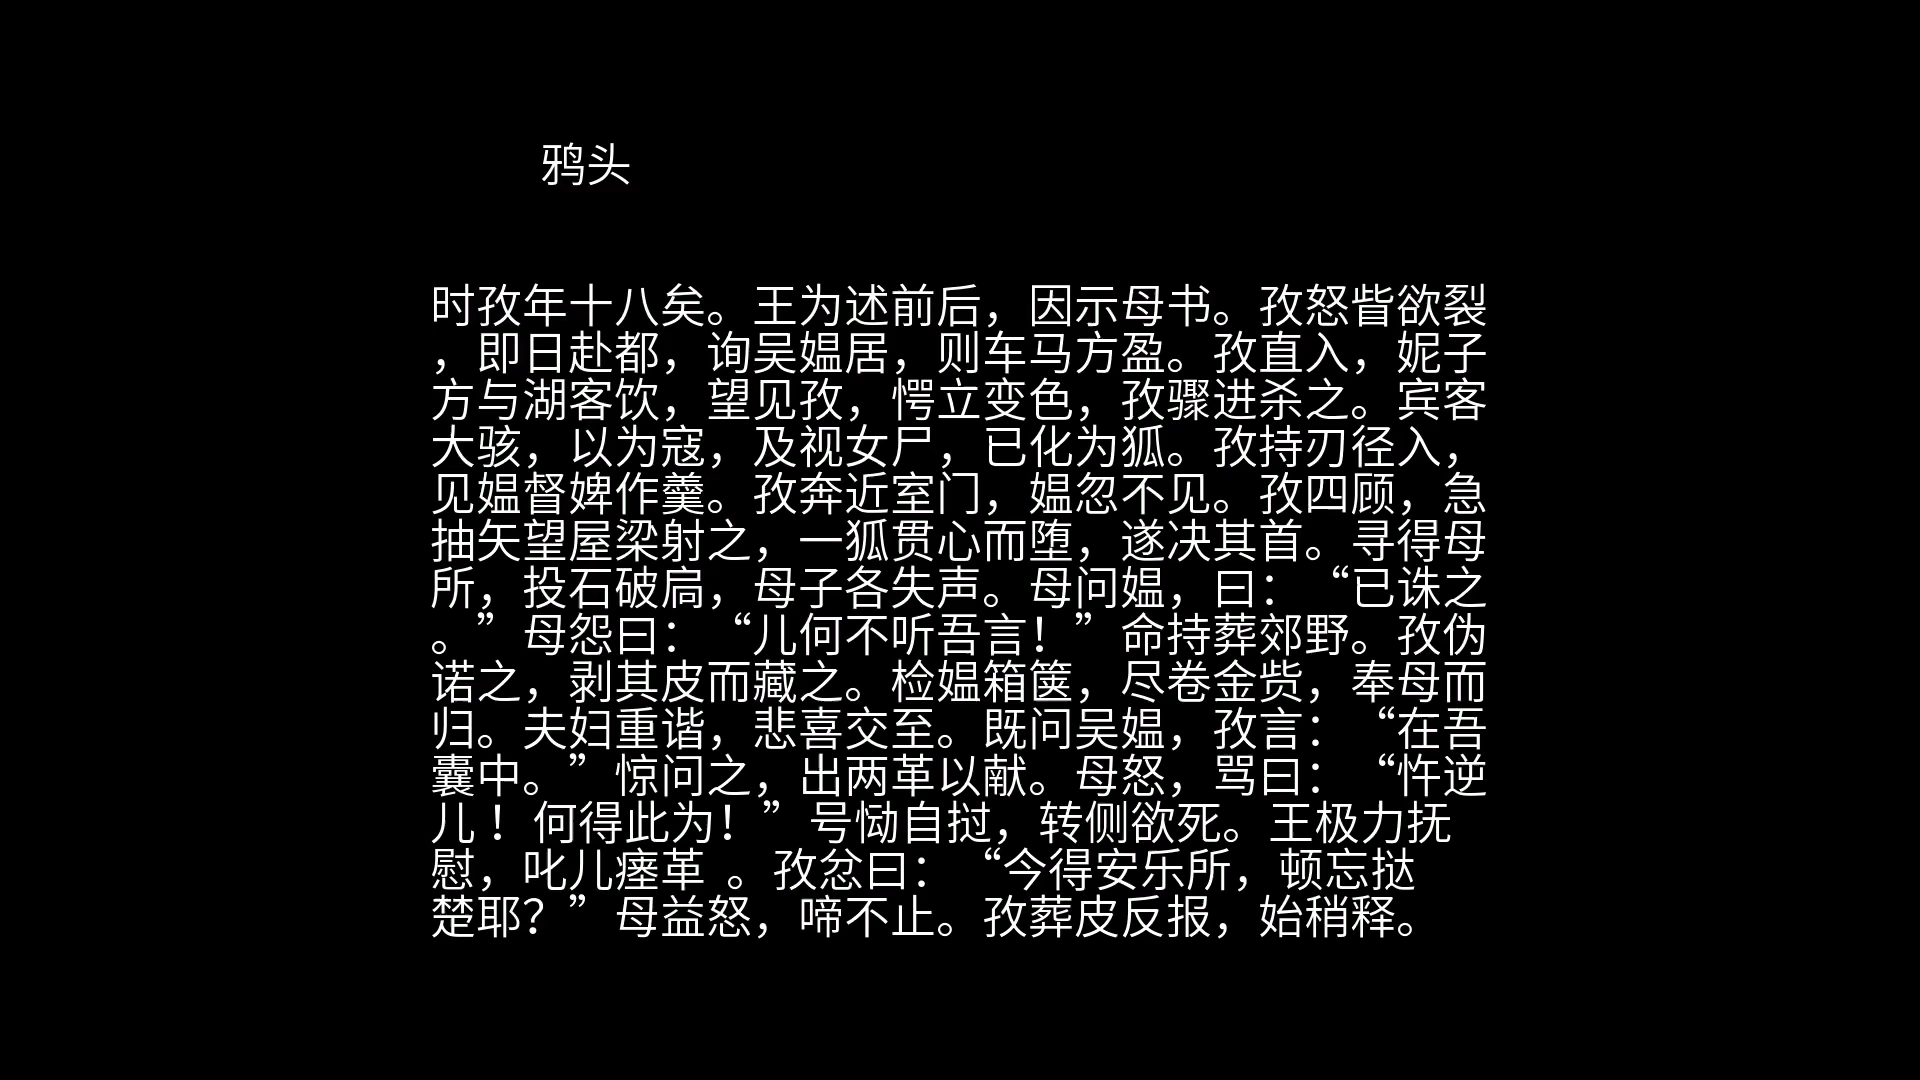 鸦头
时孜年十八矣。王为述前后，因示母书。孜怒眥欲裂
，即日赴都，询吴媪居，则车马方盈。孜直入，妮子
方与湖客饮，望见孜，愕立变色，孜骤进杀之。宾客
大骇，以为寇，及视女尸，已化为狐。孜持刃径入，
见媪督婢作羹。孜奔近室门，媪忽不见。孜四顾，急
抽矢望屋梁射之，一狐贯心而堕，遂决其首。寻得母
所，投石破扃，母子各失声。母问媪，曰：“已诛之
。”母怨曰：“儿何不听吾言！”命持葬郊野。孜伪
诺之，剥其皮而藏之。检媪箱箧，尽卷金赀，奉母而
归。夫妇重谐，悲喜交至。既问吴媪，孜言：“在吾
囊中。”惊问之，出两革以献。母怒，骂曰：“忤逆
儿！何得此为！”号恸自挝，转侧欲死。王极力抚
慰，叱儿瘗革 。孜忿曰：“今得安乐所，顿忘挞
楚耶？”母益怒，啼不止。孜葬皮反报，始稍释。